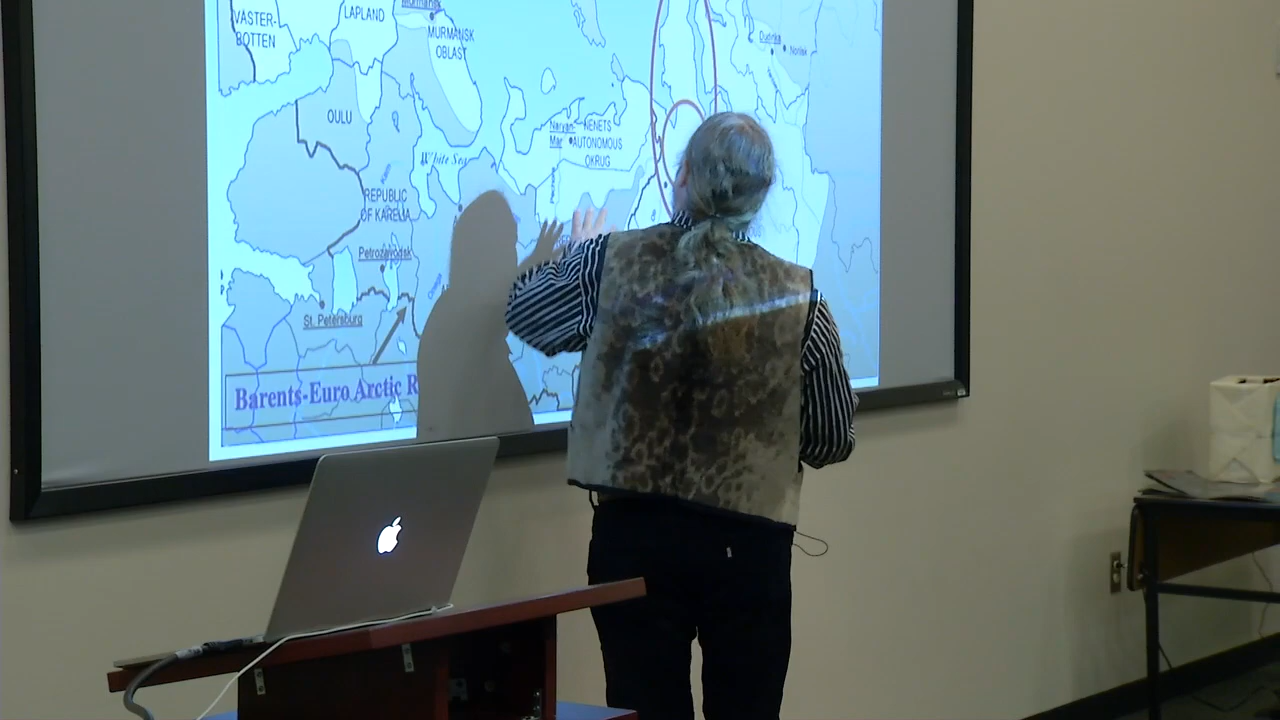 VASTER-
BOTTEN
LAPLAND
MURMANSK
OBLAST
Dudinka
Norilsk
OULU
Naryan-
Mar
NENETS
AUTONOMOUS
OKRUG
White Sea
REPUBLIC
OF KARELIA
Petrozavodsk
St. Petersburg
Barents-Euro Arctic R